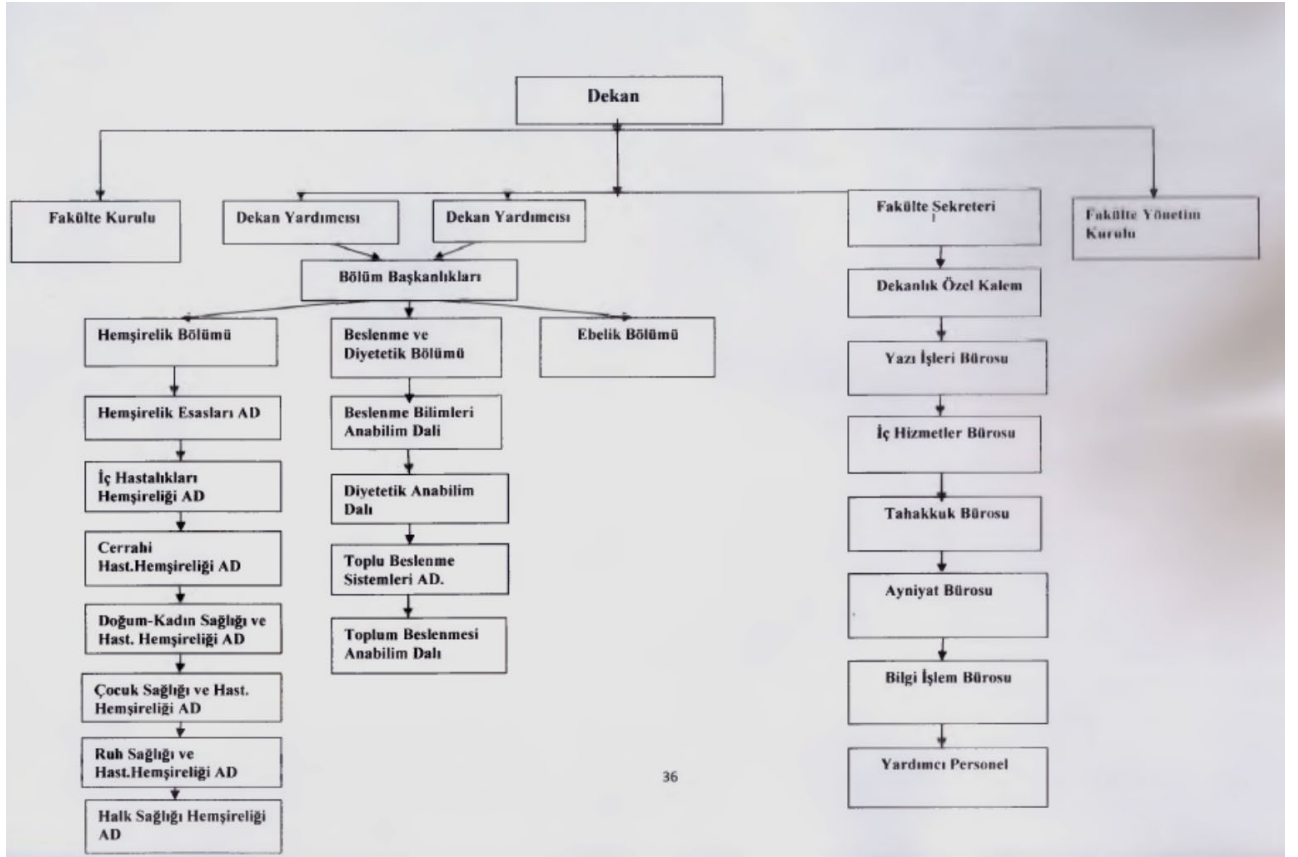 Dekan
Fakülte Kurulu
Dekan Yardımcısı
Dekan Yardımcısı
Fakülte Sekreteri
Fakülte Yönetim
Kurulu
Bölüm Başkanlıkları
Dekanlık Özel Kalem
Hemşirelik Bölümü
Beslenme ve
Diyetetik Bölümü
Ebelik Bölümü
Yazı İşleri Bürosu
Hemşirelik Esasları AD
Beslenme Bilimleri
Anabilim Dali
İç Hizmetler Bürosu
İç Hastalıkları
Hemşireliği AD
Diyetetik Anabilim
Dalı
Tahakkuk Bürosu
Cerrahi
Hast.Hemşireliği AD
Toplu Beslenme
Sistemleri AD.
Ayniyat Bürosu
Doğum-Kadın Sağlığı ve
Hast. Hemşireliği AD
Toplum Beslenmesi
Anabilim Dalı
Bilgi İşlem Bürosu
Çocuk Sağlığı ve Hast.
Hemşireliği AD
Ruh Sağlığı ve
Hast.Hemşireliği AD
Yardımcı Personel
Halk Sağlığı Hemşireliği
AD
36